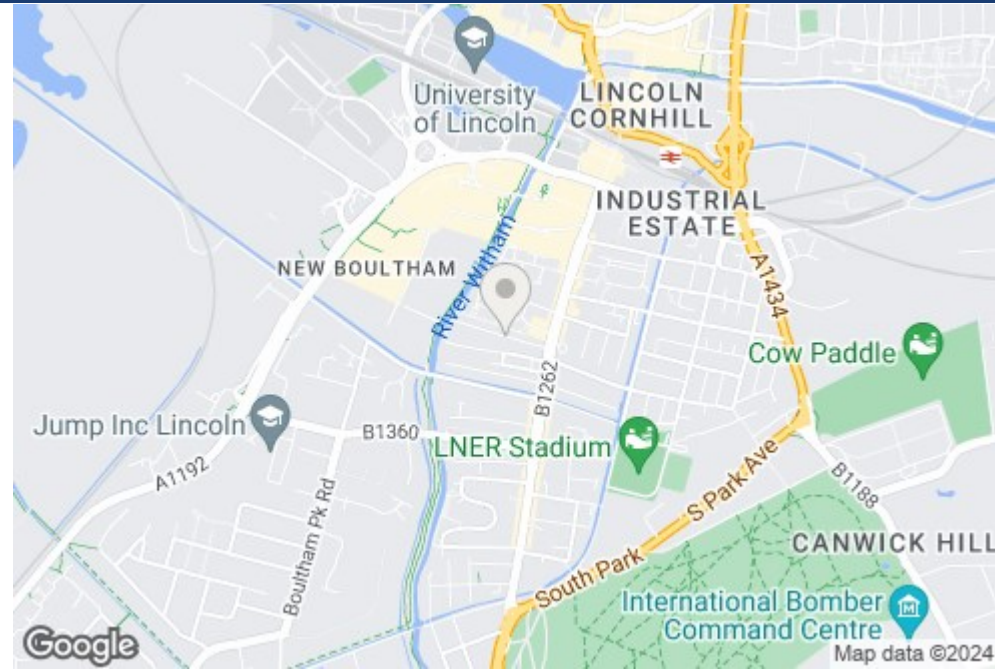 University
of Lincoln
LINCOLN
CORNHILL
INDUSTRIAL
ESTATE
NEW BOULTHAM
River Witham
A1434
Cow Paddle
B1262
Jump Inc Lincoln
B1360
LNER Stadium
A1192
S Park Ave
B1188
Boultham Pk Rd
CANWICK HILL
South Park
International Bomber
Command Centre
Google
Map data ©2024